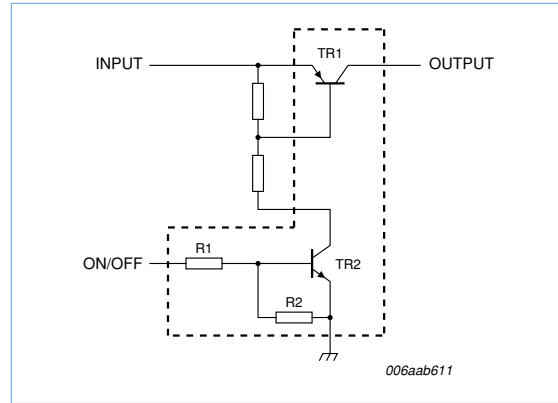 TR1
INPUT
OUTPUT
R1
ON/OFF
TR2
R2
006aab611